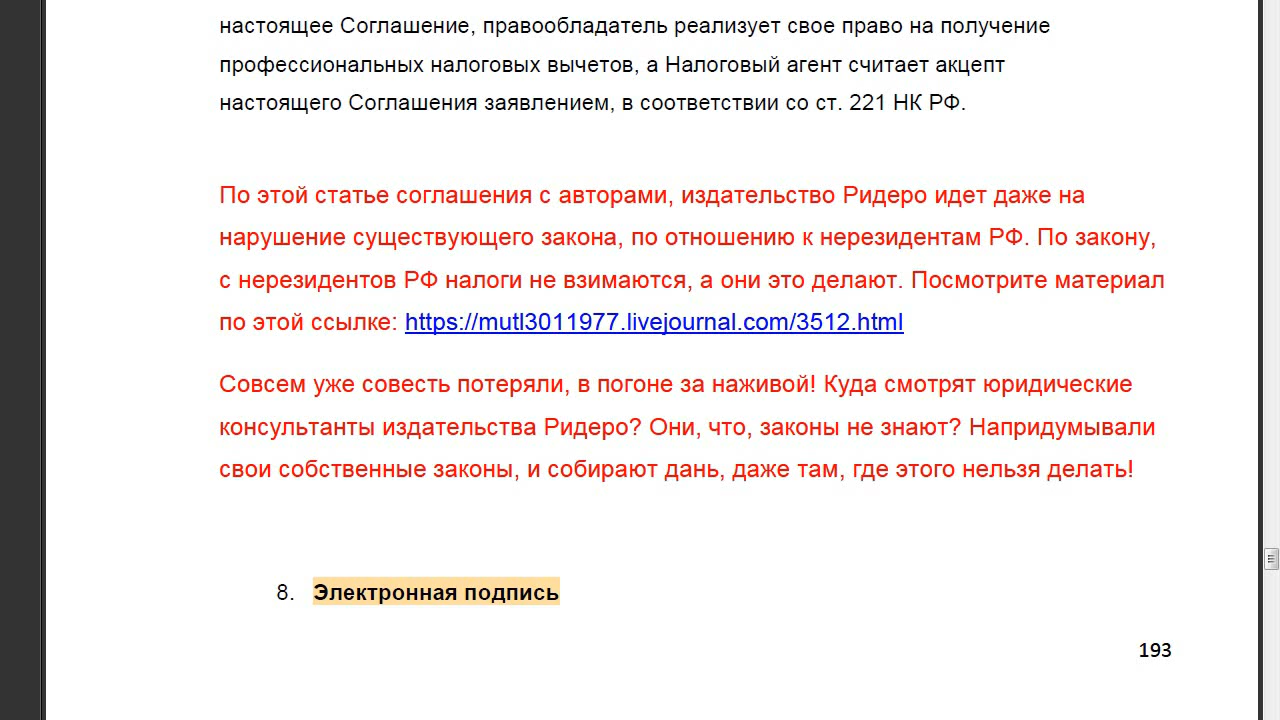 настоящее Соглашение, правообладатель реализует свое право на получение
профессиональных налоговых вычетов, а Налоговый агент считает акцепт
настоящего Соглашения заявлением, в соответствии со ст. 221 НК РФ.
По этой статье соглашения с авторами, издательство Ридеро идет даже на
нарушение существующего закона, по отношению к нерезидентам РФ. По закону,
с нерезидентов РФ налоги не взимаются, а они это делают. Посмотрите материал
по этой ссылке: https://mutl3011977.livejournal.com/3512.html
Совсем уже совесть потеряли, в погоне за наживой! Куда смотрят юридические
консультанты издательства Ридеро? Они, что, законы не знают? Напридумывали
свои собственные законы, и собирают дань, даже там, где этого нельзя делать!
8. Электронная подпись
193